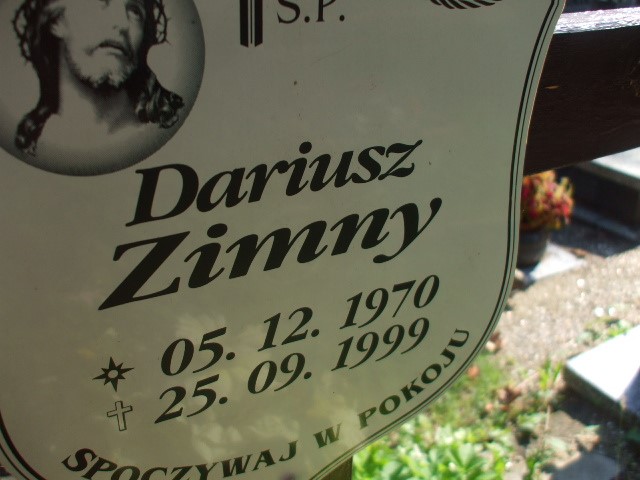 Ś.P.
Dariusz
Zimny
05. 12. 1970
25. 09. 1999
SPOCZYWAJ W POKOJU